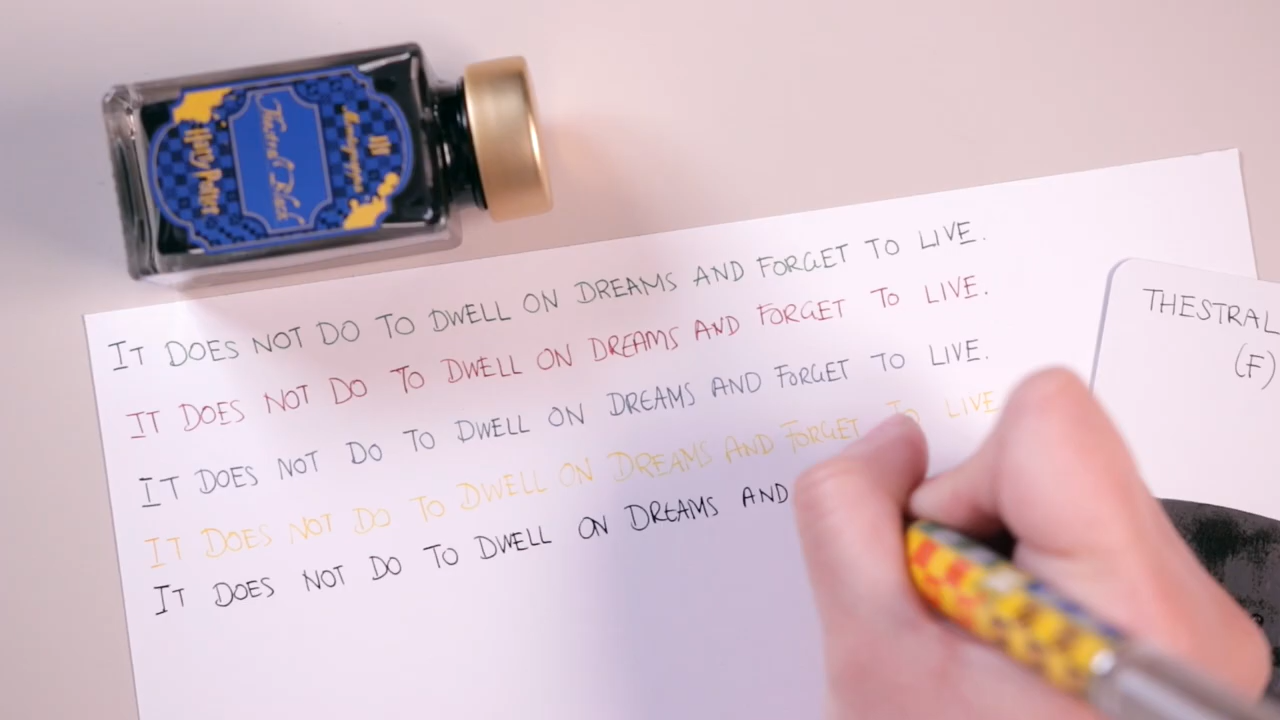 Montegrappa
Thestral Black
Harry Potter
IT DOES NOT DO TO DWELL ON DREAMS AND FORGET TO LIVE.
IT DOES NOT DO TO DWELL ON DREAMS AND FORGET TO LIVE.
IT DOES NOT DO TO DWELL ON DREAMS AND FORGET TO LIVE.
IT DOES NOT DO TO DWELL ON DREAMS AND FORGET TO LIVE
IT DOES NOT DO TO DWELL ON DREAMS AND
THESTRAL
(F)